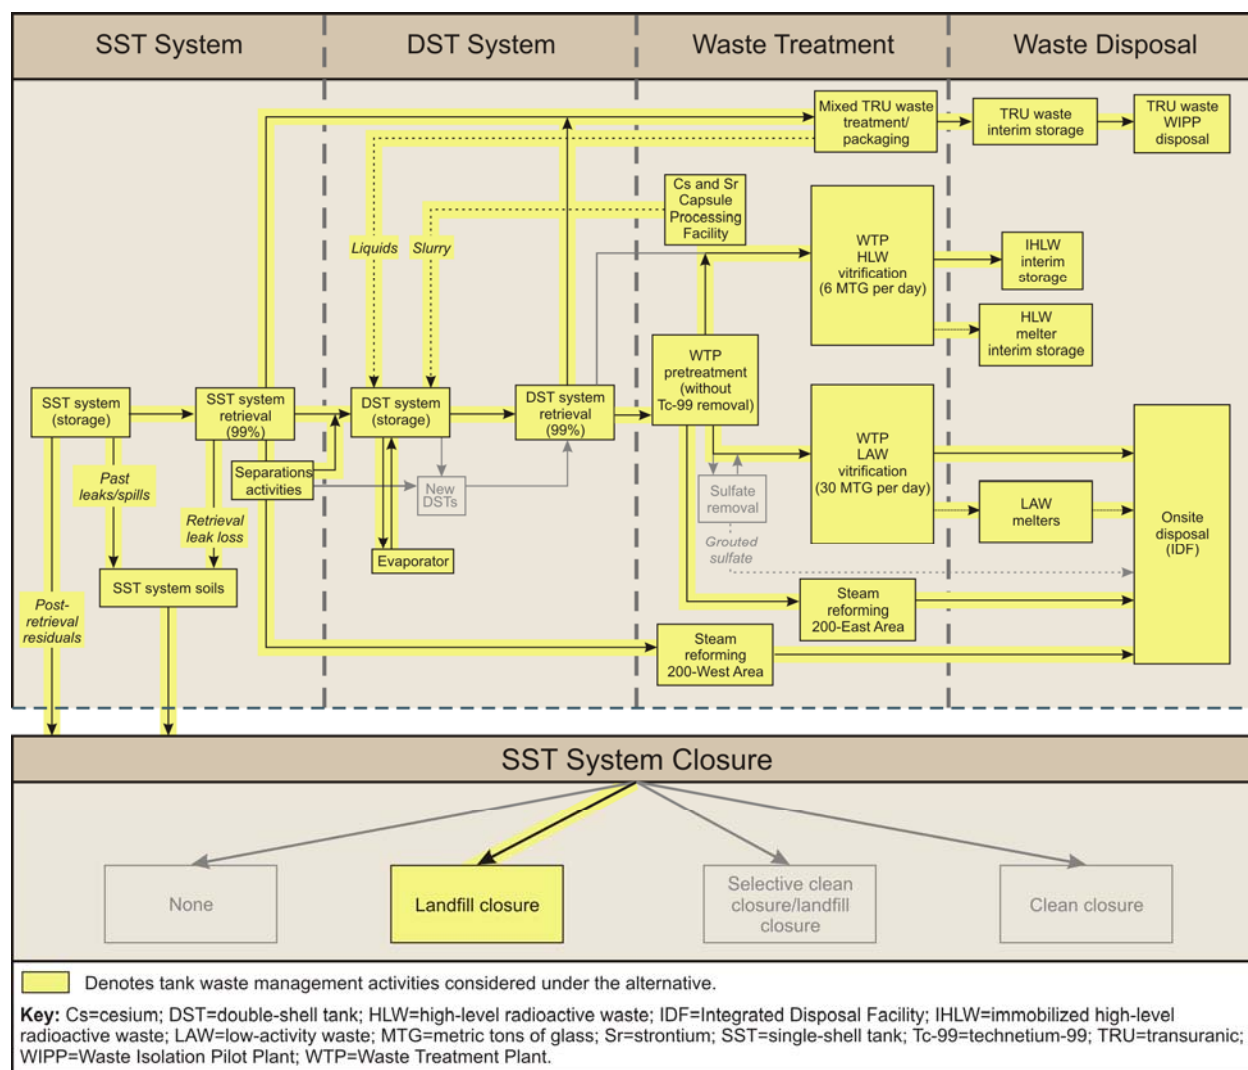 SST System
DST System
Waste Treatment
Waste Disposal
Mixed TRU waste
treatment/
packaging
TRU waste
interim storage
TRU waste
WIPP
disposal
Cs and Sr
Capsule
Processing
Facility
Liquids
Slurry
WTP
HLW
vitrification
(6 MTG per day)
IHLW
interim
storage
HLW
melter
interim storage
WTP
pretreatment
(without
Tc-99 removal)
SST system
(storage)
SST system
retrieval
(99%)
DST system
(storage)
DST system
retrieval
(99%)
WTP
LAW
vitrification
(30 MTG per day)
Separations
activities
Past
leaks/spills
Retrieval
leak loss
New
DSTs
Sulfate
removal
Grouted
sulfate
LAW
melters
Onsite
disposal
(IDF)
Evaporator
SST system soils
Post-
retrieval
residuals
Steam
reforming
200-East Area
Steam
reforming
200-West Area
SST System Closure
None
Landfill closure
Selective clean
closure/landfill
closure
Clean closure
Denotes tank waste management activities considered under the alternative.
Key: Cs=cesium; DST=double-shell tank; HLW=high-level radioactive waste; IDF=Integrated Disposal Facility; IHLW=immobilized high-level
radioactive waste; LAW=low-activity waste; MTG=metric tons of glass; Sr=strontium; SST=single-shell tank; Tc-99=technetium-99; TRU=transuranic;
WIPP=Waste Isolation Pilot Plant; WTP=Waste Treatment Plant.